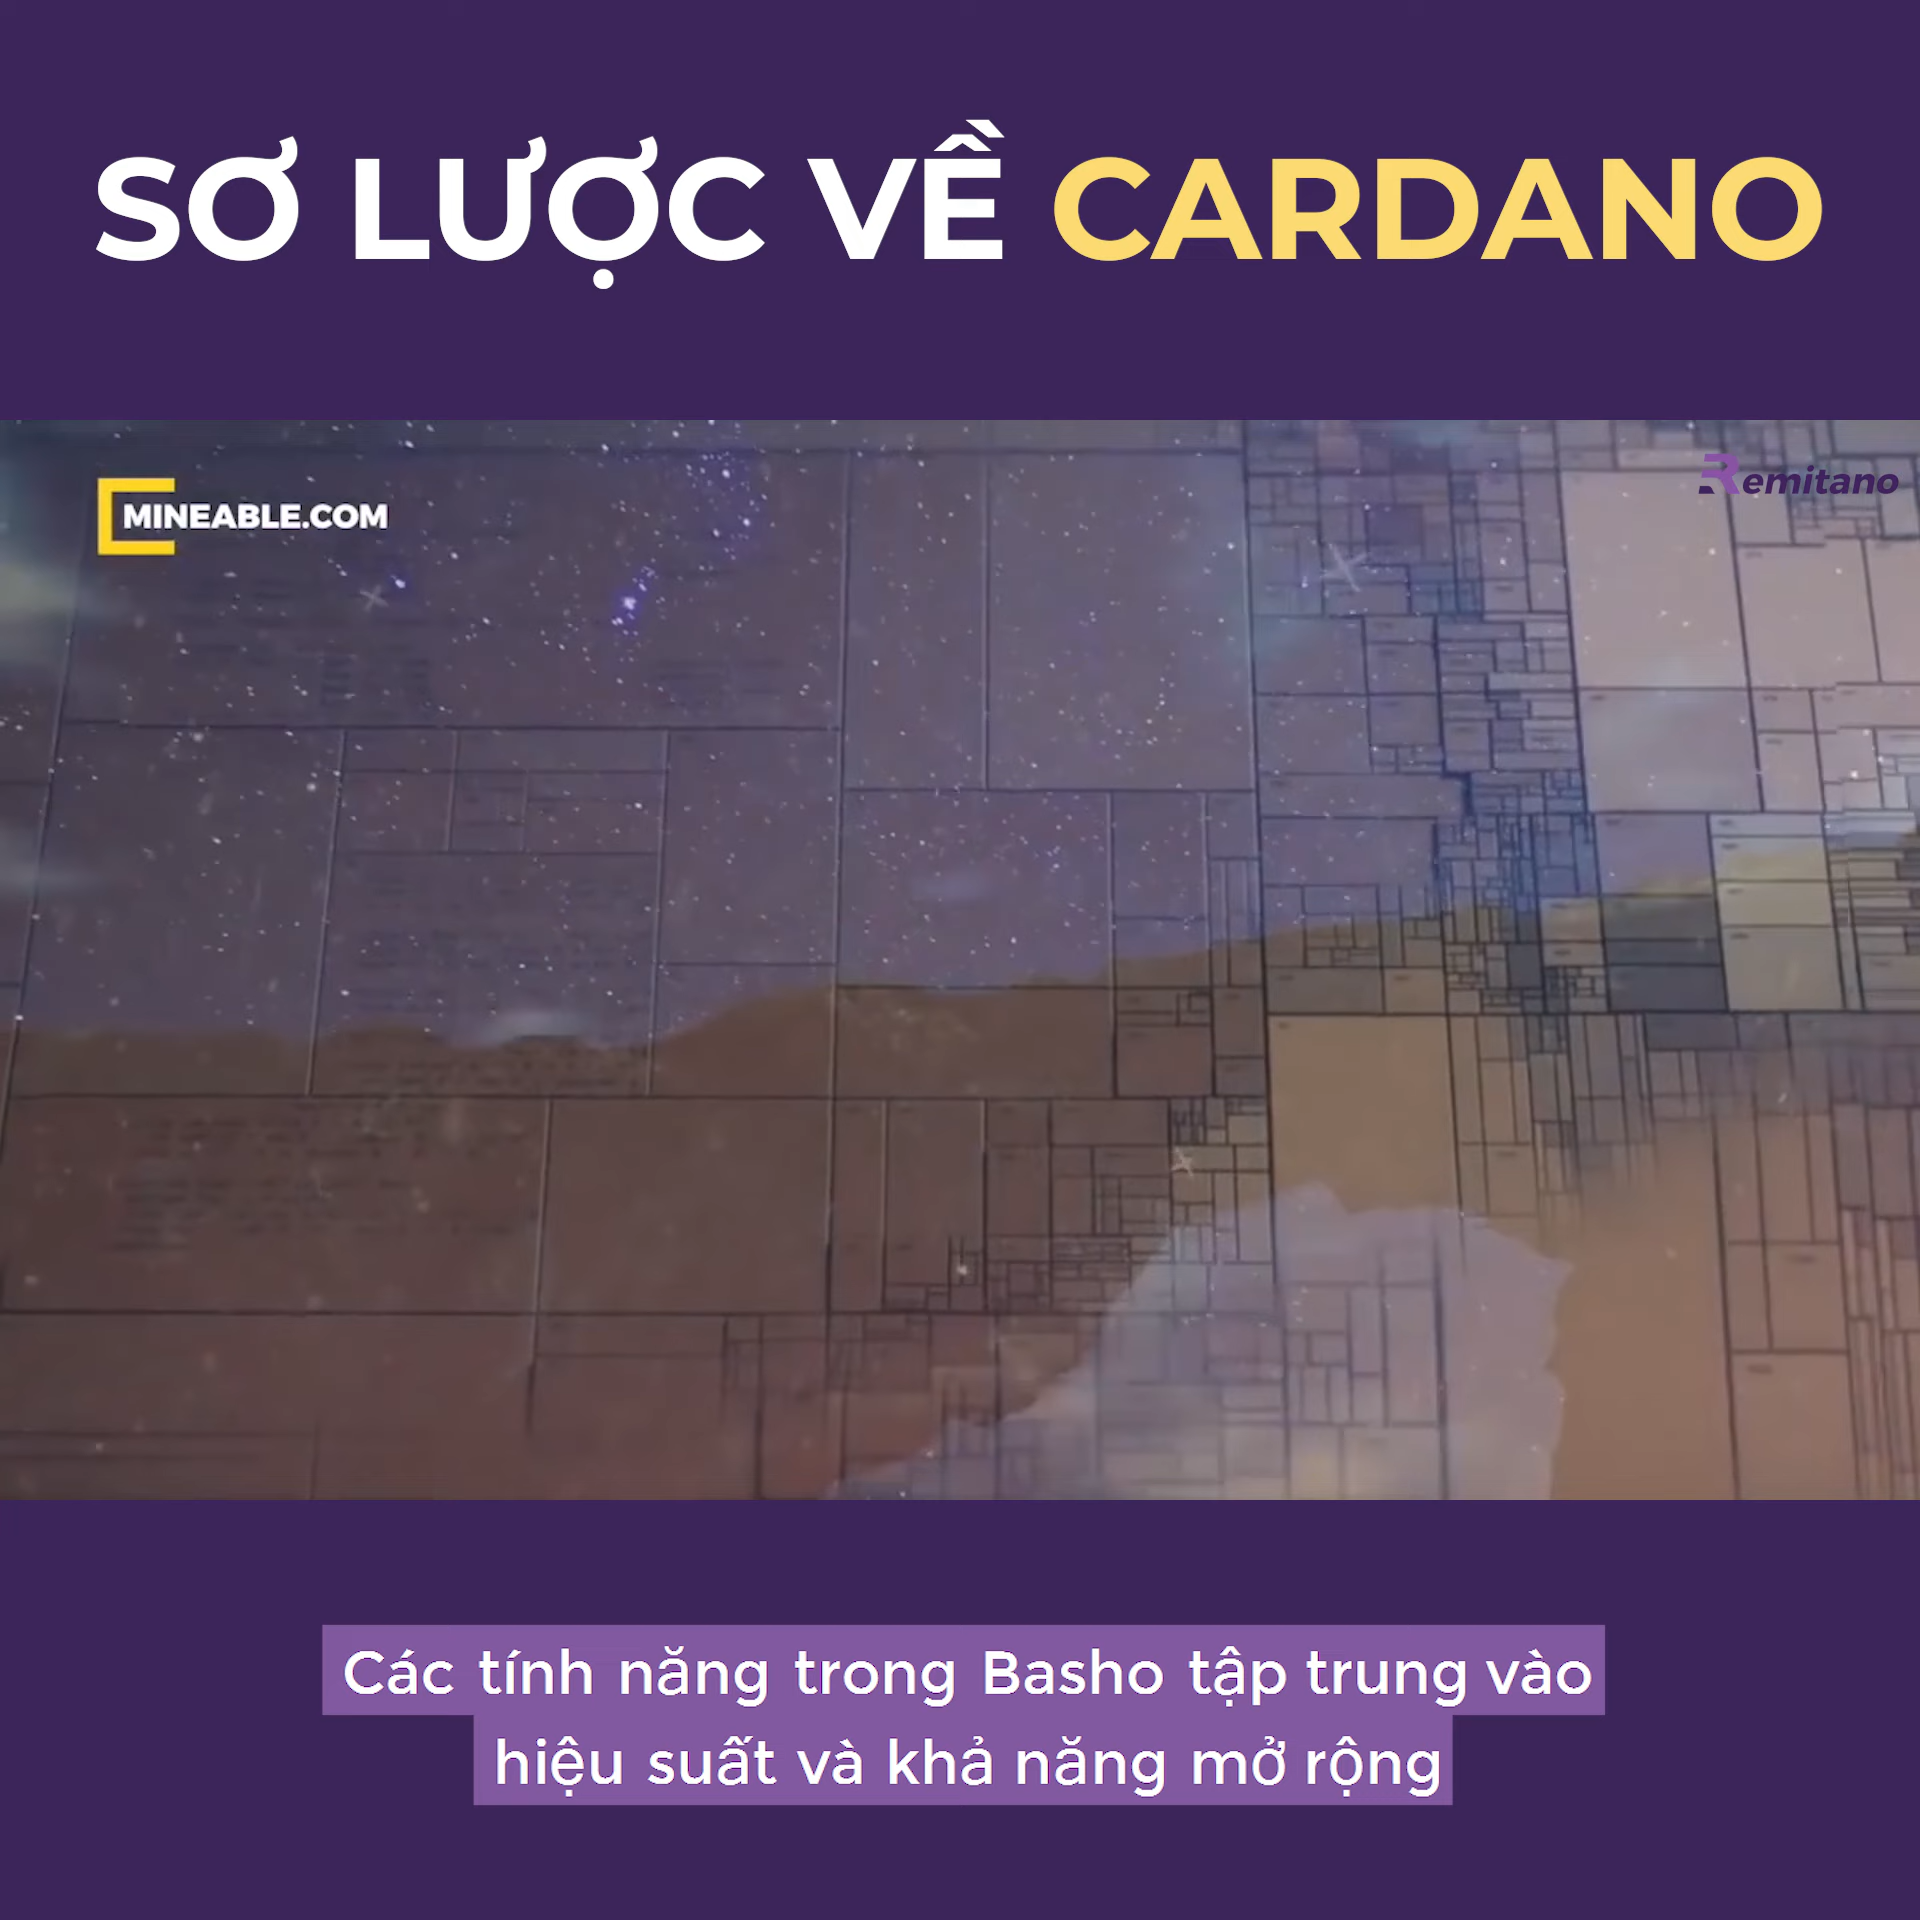 SƠ LƯỢC VỀ CARDANO
MINEABLE.COM
Remitano
Các tính năng trong Basho tập trung vào
hiệu suất và khả năng mở rộng